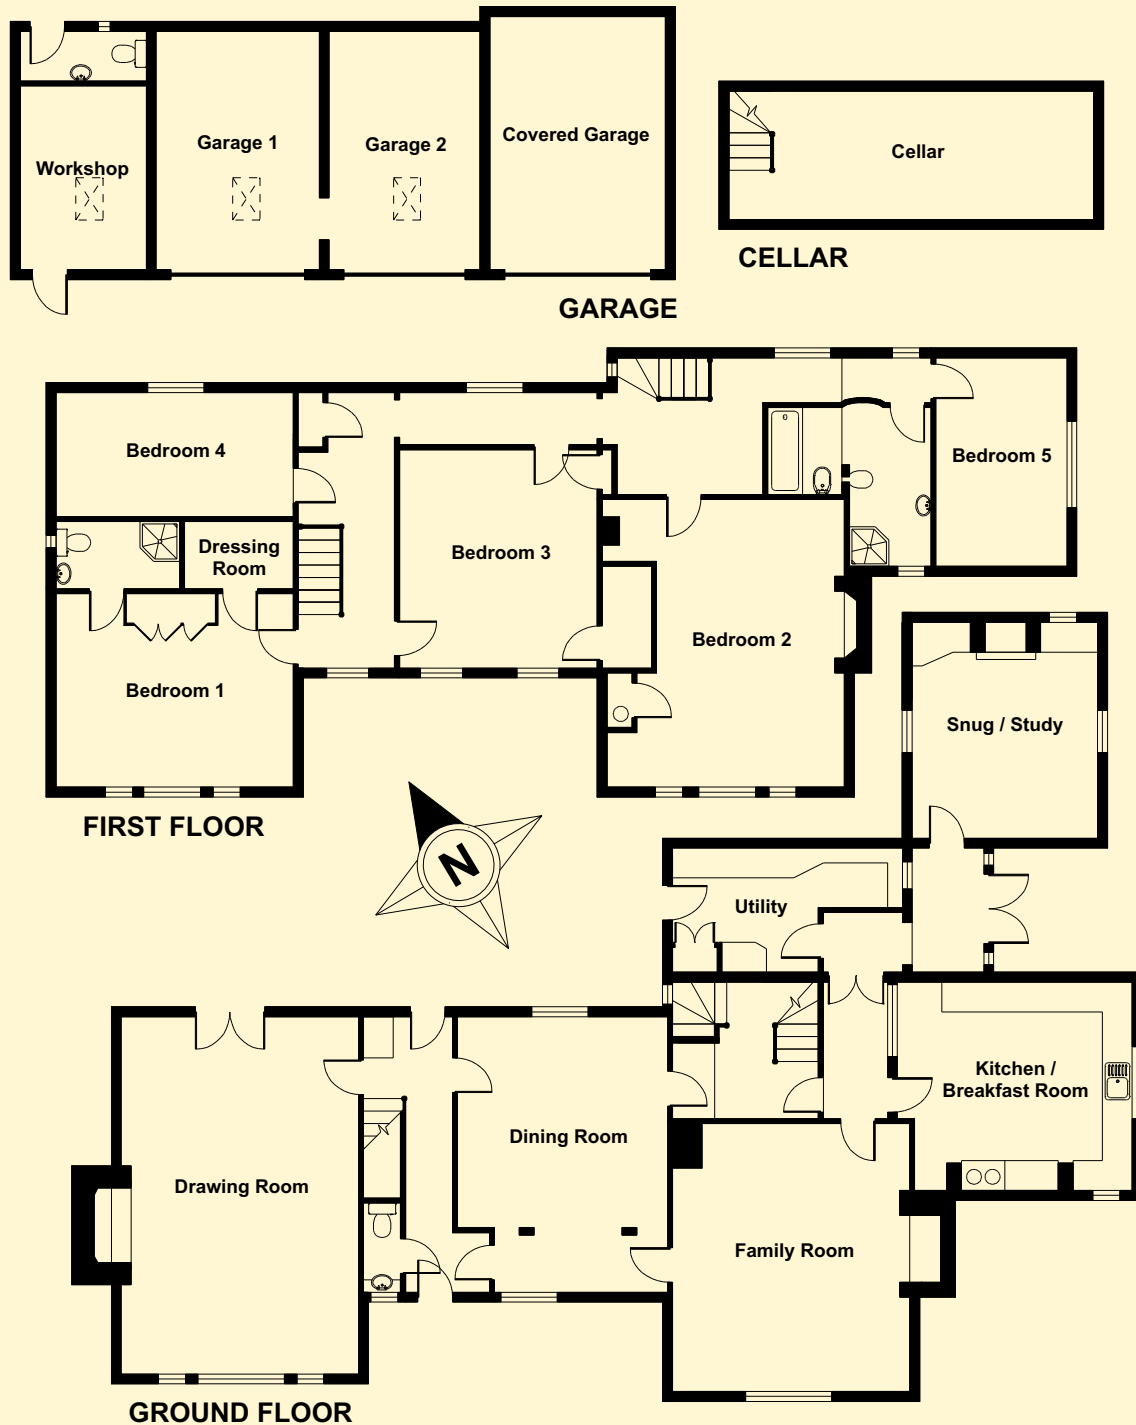 Workshop
Garage 1
Garage 2
Covered Garage
GARAGE
Cellar
CELLAR
Bedroom 4
Dressing
Room
Bedroom 1
Bedroom 3
Bedroom 2
Bedroom 5
FIRST FLOOR
N
Snug / Study
Utility
Kitchen /
Breakfast Room
Dining Room
Drawing Room
Family Room
GROUND FLOOR